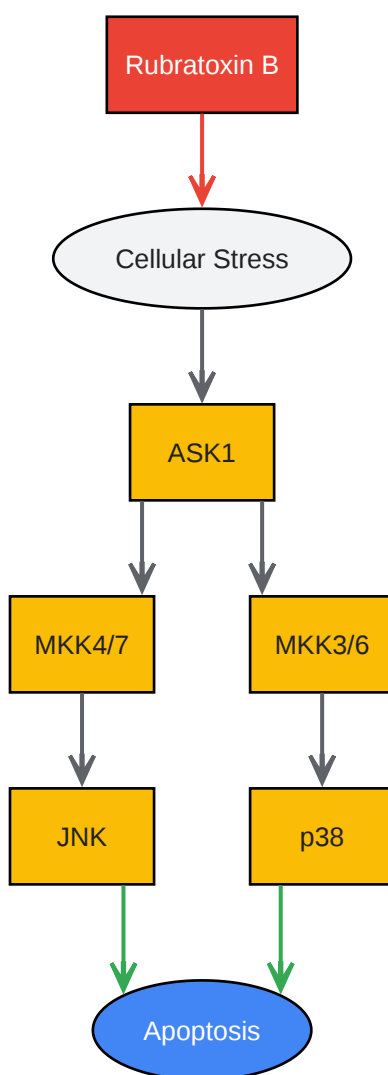 Rubratoxin B
Cellular Stress
ASK1
MKK4/7
MKK3/6
JNK
p38
Apoptosis